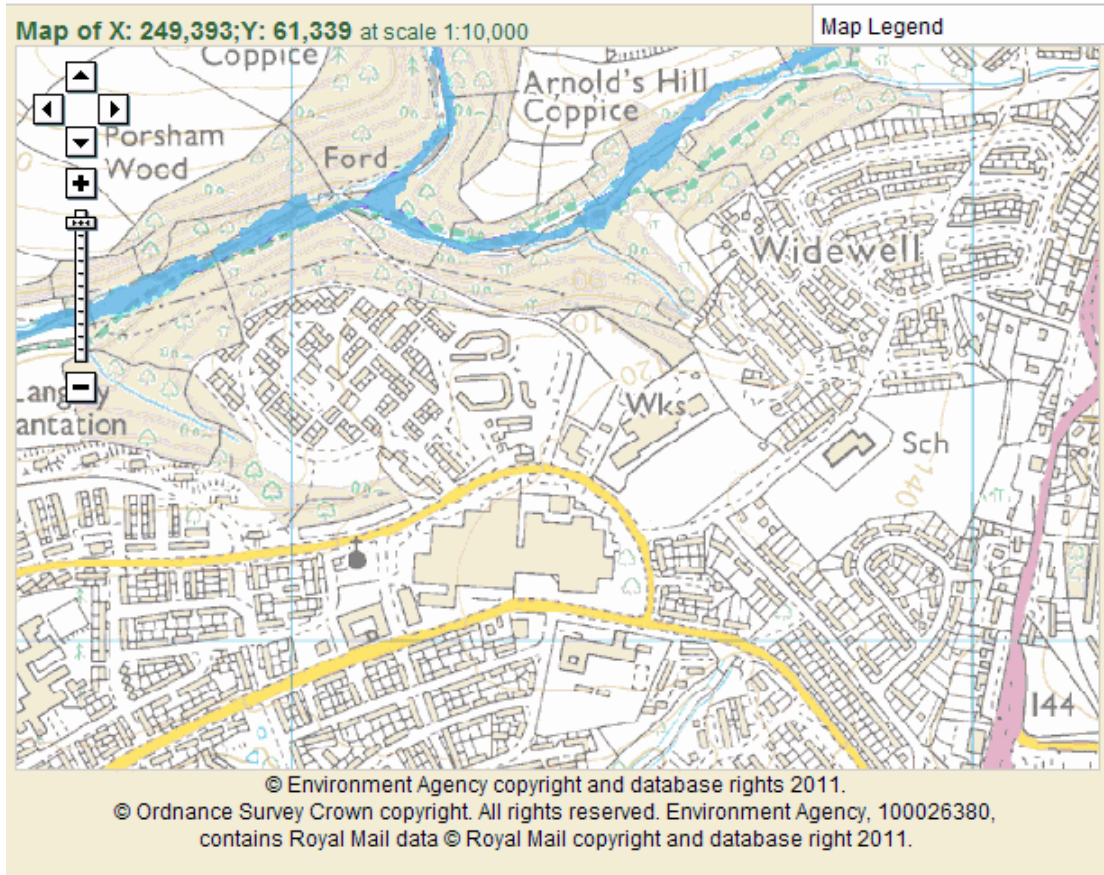 Map of X: 249,393;Y: 61,339 at scale 1:10,000
Map Legend
Coppice
Arnold's Hill
Coppice
Porsham
Wood
Ford
Widewell
110
20
Wks
Sch
140
antation
144
© Environment Agency copyright and database rights 2011.
© Ordnance Survey Crown copyright. All rights reserved. Environment Agency, 100026380,
contains Royal Mail data © Royal Mail copyright and database right 2011.